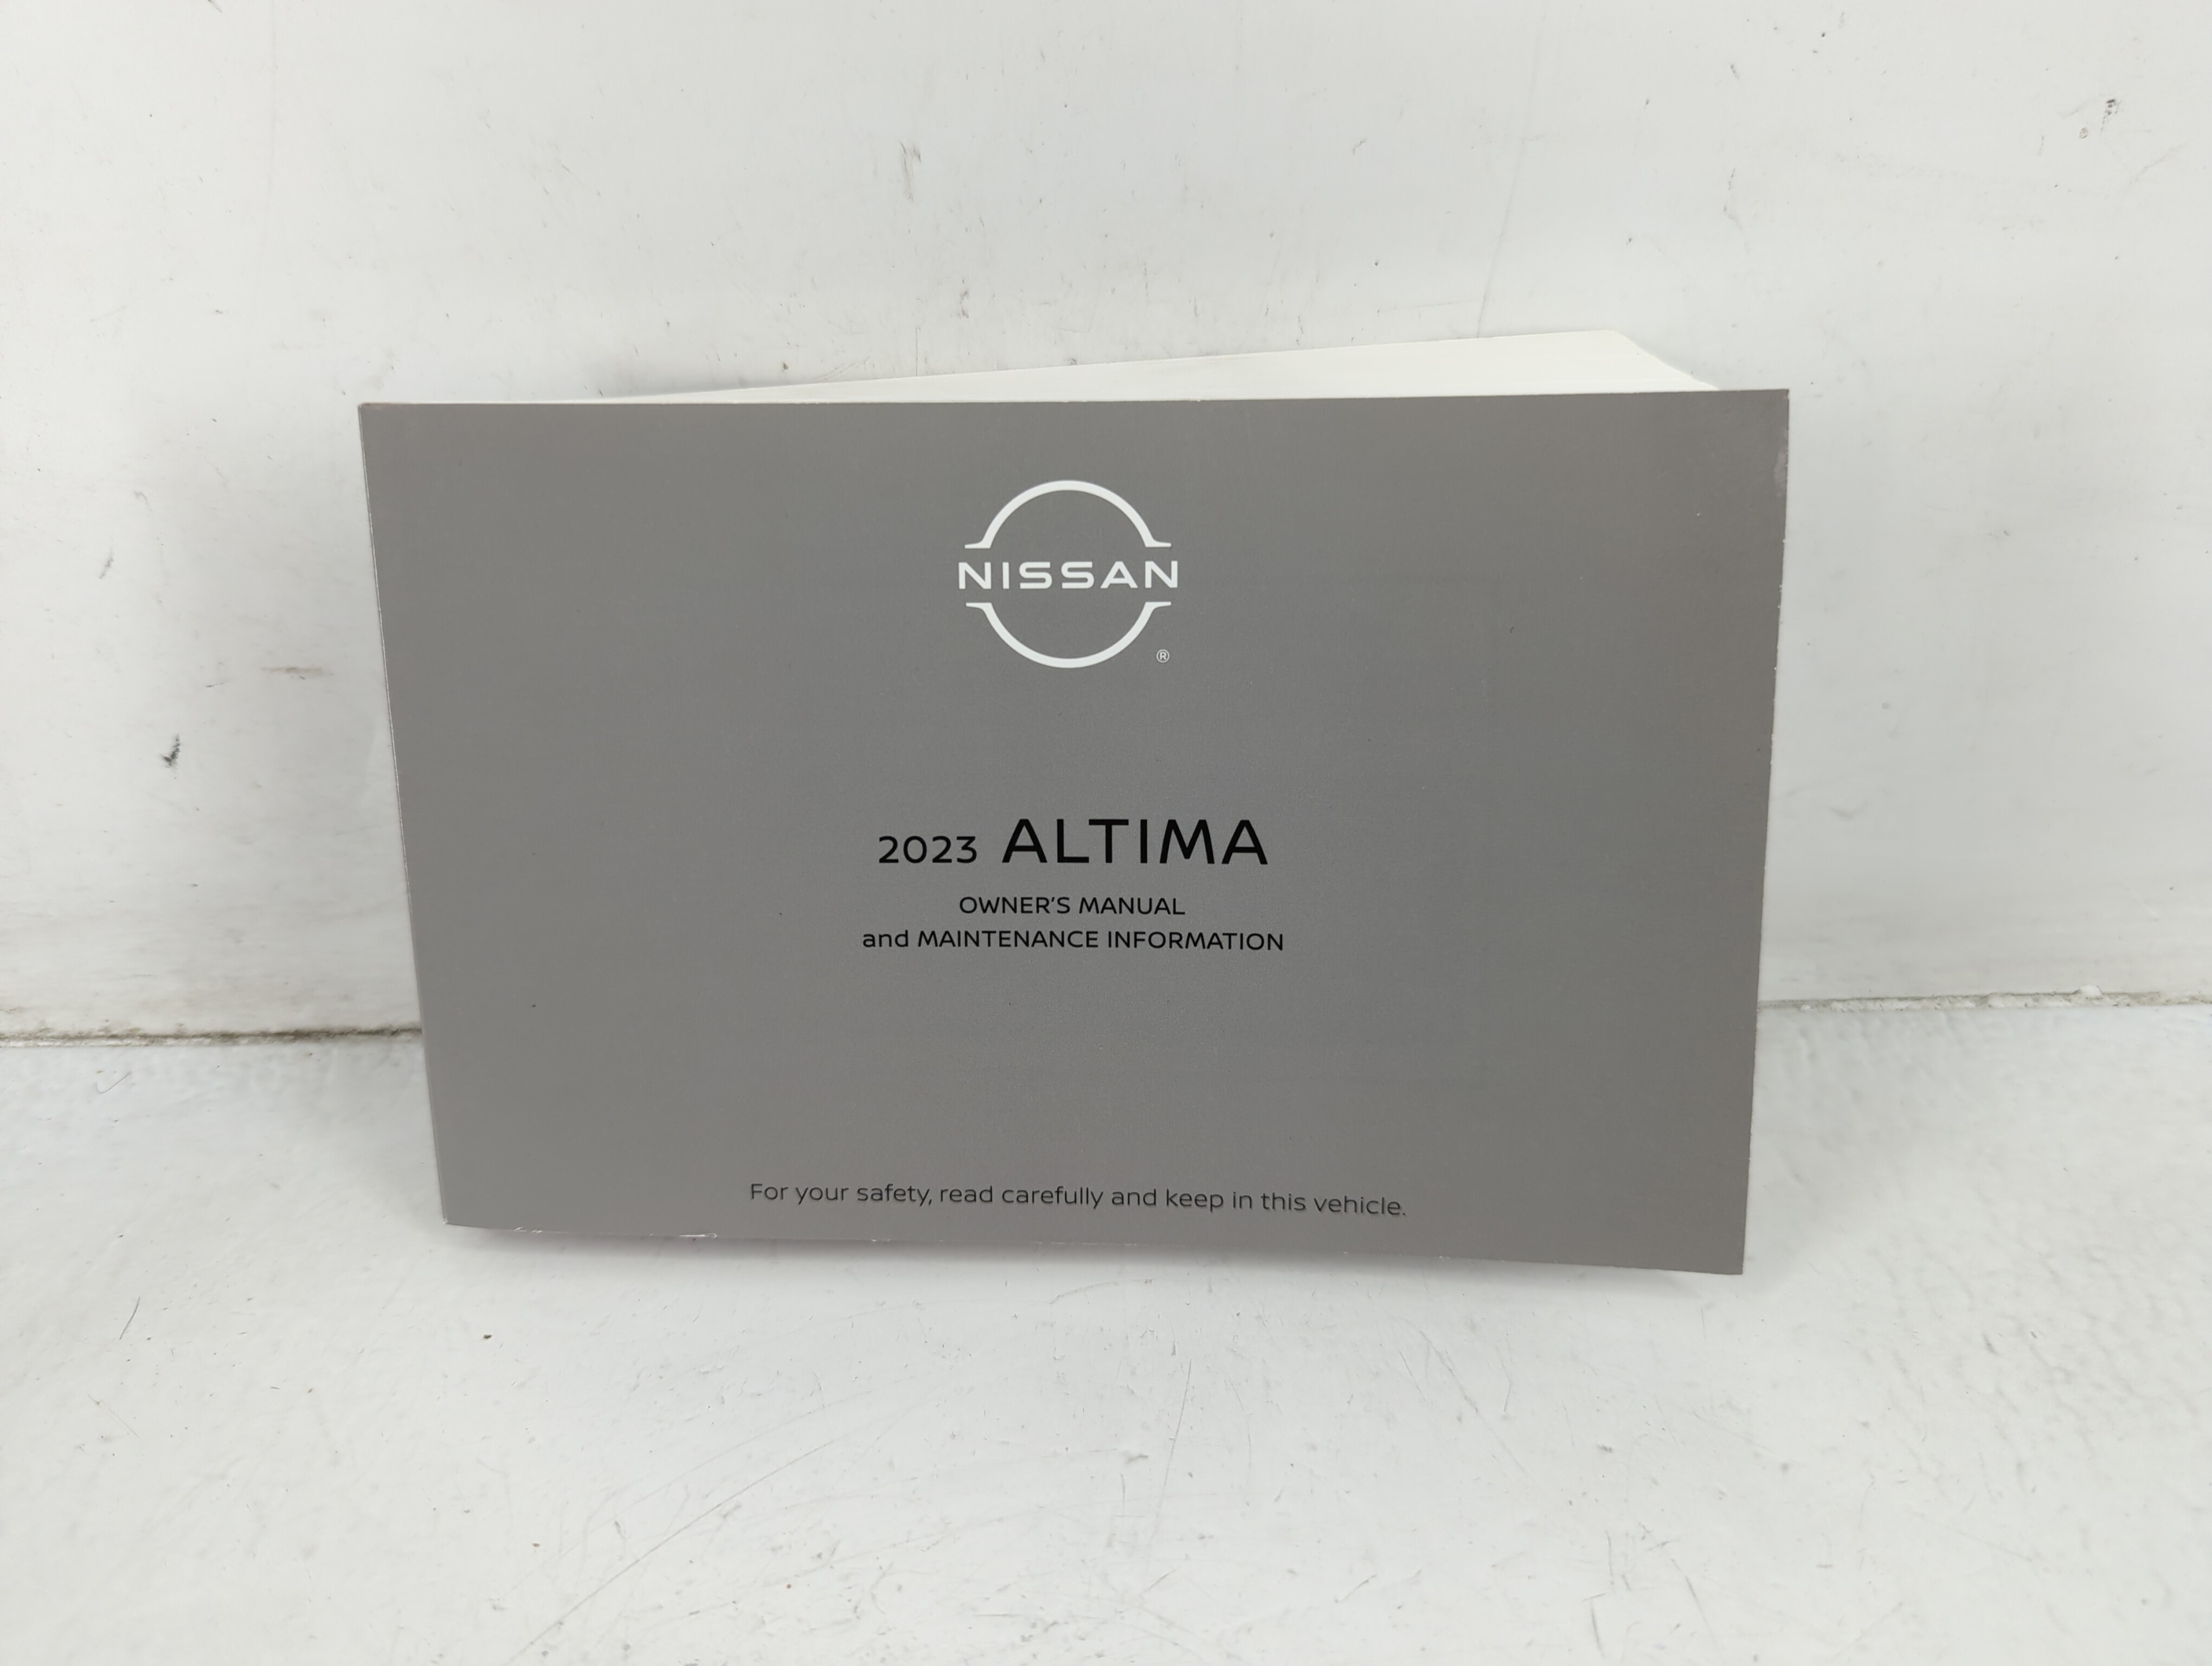 NISSAN
®
2023 ALTIMA
OWNER'S MANUAL
and MAINTENANCE INFORMATION
For your safety, read carefully and keep in this vehicle.